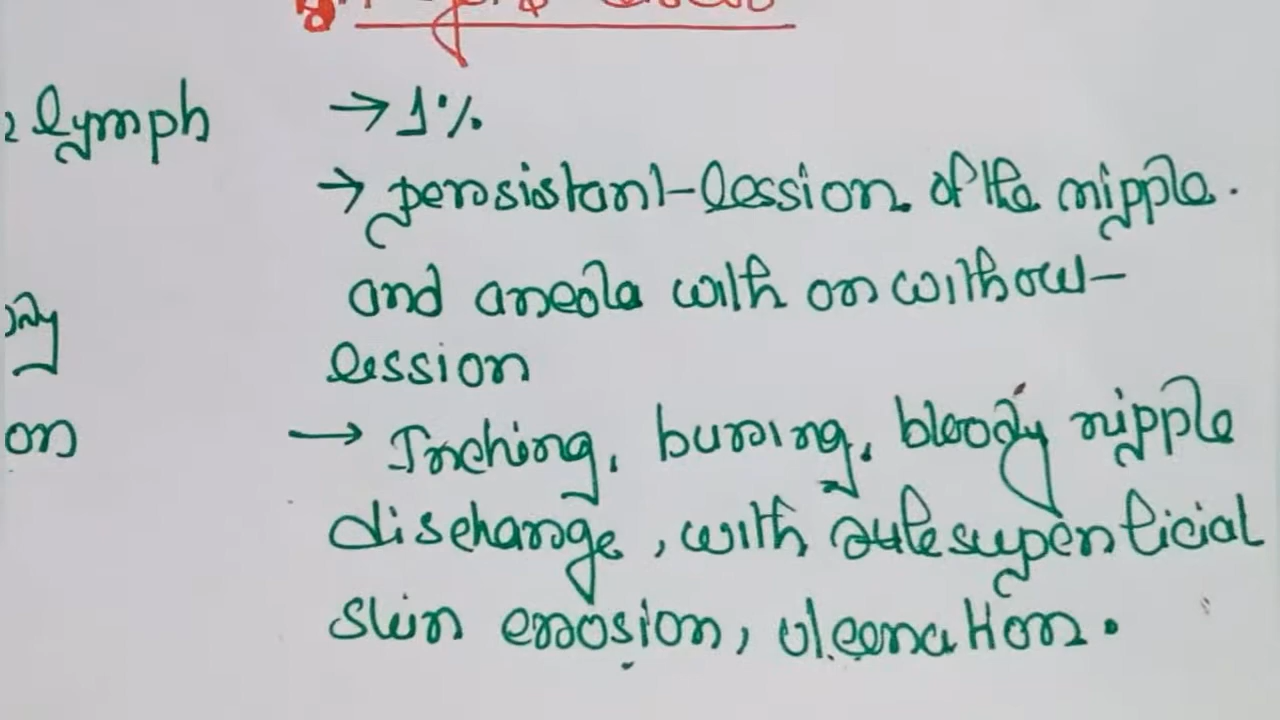 lymph → 1%
→ persistant lession of the nipple.
and areola with or without
lession
on → Inching, burning, bloody nipple
discharge, with superficial
skin erosion, ulceration.